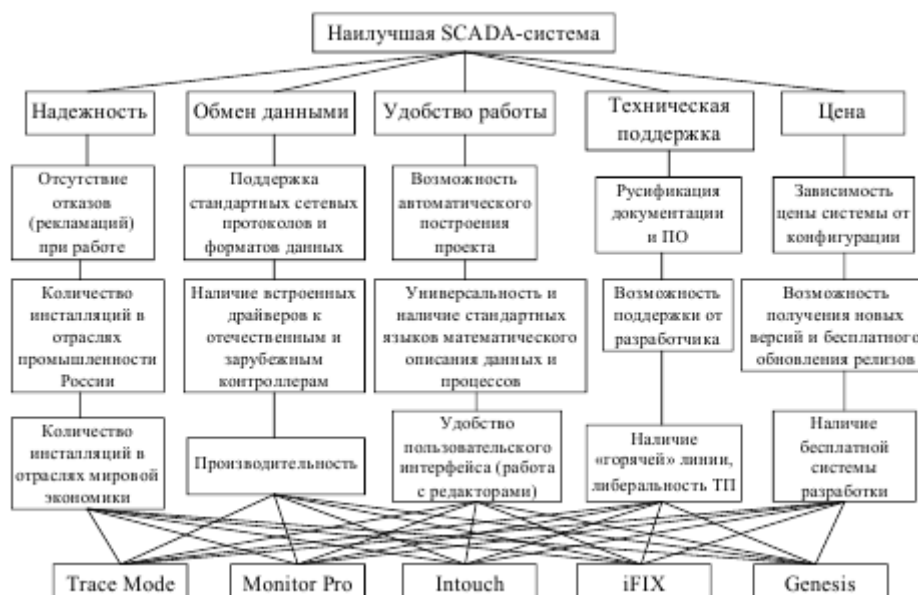 Наилучшая SCADA-система
Надежность
Обмен данными
Удобство работы
Техническая
поддержка
Цена
Отсутствие
отказов
(рекламаций)
при работе
Поддержка
стандартных сетевых
протоколов и
форматов данных
Возможность
автоматического
построения
проекта
Русификация
документации
и ПО
Зависимость
цены системы от
конфигурации
Количество
инсталляций в
отраслях
промышленности
России
Наличие встроенных
драйверов к
отечественным и
зарубежным
контроллерам
Универсальность и
наличие стандартных
языков математического
описания данных и
процессов
Возможность
поддержки от
разработчика
Возможность
получения новых
версий и бесплатного
обновления релизов
Количество
инсталляций в
отраслях мировой
экономики
Производительность
Удобство
пользовательского
интерфейса (работа
с редакторами)
Наличие
«горячей» линии,
либеральность ТП
Наличие
бесплатной
системы
разработки
Trace Mode
Monitor Pro
Intouch
iFIX
Genesis